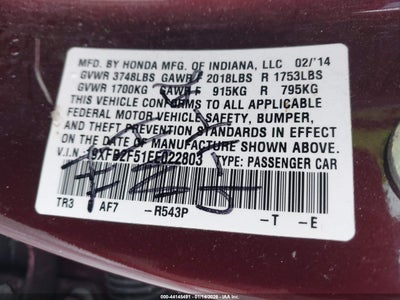 MFD. BY HONDA MFG. OF INDIANA, LLC 02/'14
GVWR 3748LBS GAWR F 2018LBS R 1753LBS
GVWR 1700KG GAWR F 915KG R 795KG
THIS VEHICLE CONFORMS TO ALL APPLICABLE
FEDERAL MOTOR VEHICLE SAFETY, BUMPER,
AND THEFT PREVENTION STANDARDS IN EFFECT
ON THE DATE OF MANUFACTURE SHOWN ABOVE.
V.I.N. 19XFB2F51EE022803 TYPE: PASSENGER CAR
TR3 AF7 -R543P -T -E
000-44145491 - 01/14/2026 - IAA Holdings, LLC